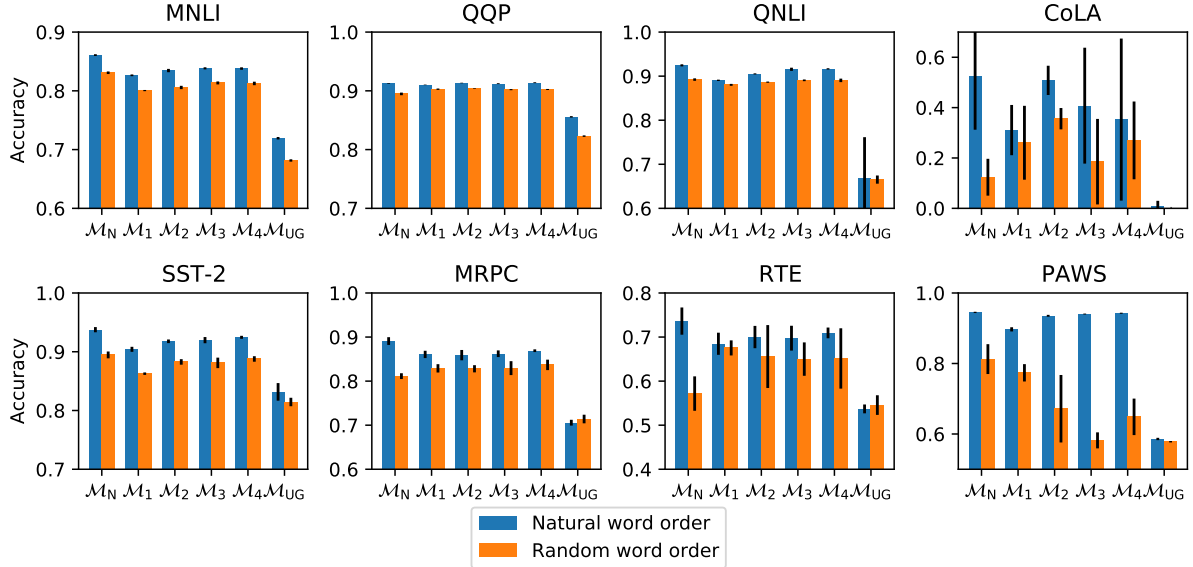 MNLI QQP QNLI CoLA
Accuracy
0.9 0.8 0.7 0.6
1.0 0.9 0.8 0.7
1.0 0.9 0.8 0.7 0.6
0.6 0.4 0.2 0.0
ℳN ℳ1 ℳ2 ℳ3 ℳ4 ℳUG
ℳN ℳ1 ℳ2 ℳ3 ℳ4 ℳUG
ℳN ℳ1 ℳ2 ℳ3 ℳ4 ℳUG
ℳN ℳ1 ℳ2 ℳ3 ℳ4 ℳUG
SST-2 MRPC RTE PAWS
Accuracy
1.0 0.9 0.8 0.7
1.0 0.9 0.8 0.7 0.6
0.8 0.7 0.6 0.5 0.4
1.0 0.8 0.6
ℳN ℳ1 ℳ2 ℳ3 ℳ4 ℳUG
ℳN ℳ1 ℳ2 ℳ3 ℳ4 ℳUG
ℳN ℳ1 ℳ2 ℳ3 ℳ4 ℳUG
ℳN ℳ1 ℳ2 ℳ3 ℳ4 ℳUG
Natural word order
Random word order